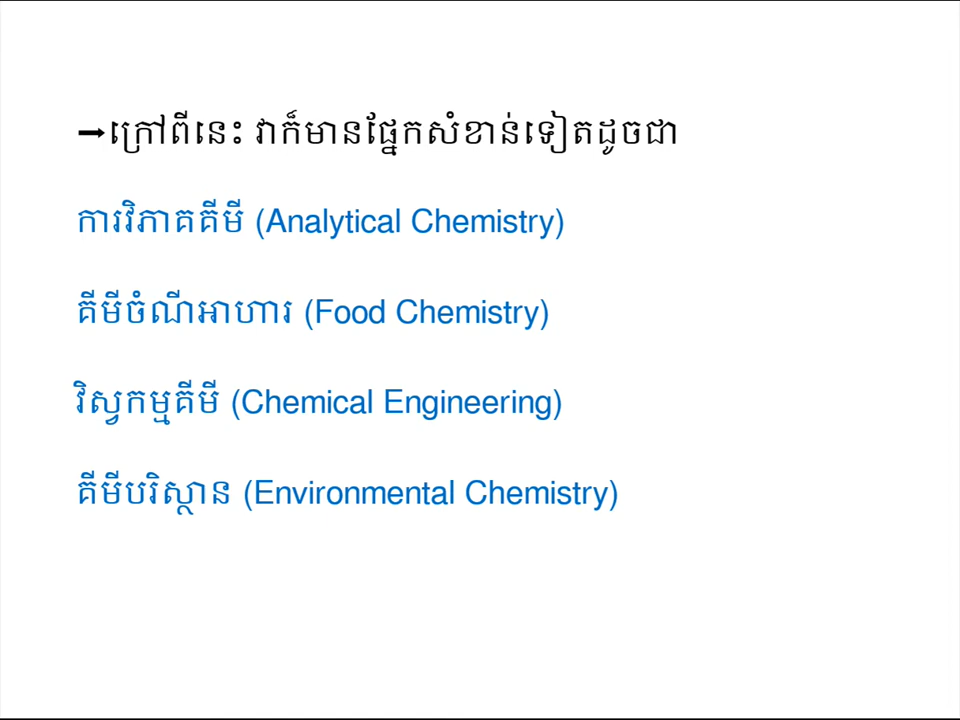 ➞ក្រៅពីនេះ វាក៏មានផ្នែកសំខាន់ទៀតដូចជា
ការវិភាគគីមី (Analytical Chemistry)
គីមីចំណីអាហារ (Food Chemistry)
វិស្វកម្មគីមី (Chemical Engineering)
គីមីបរិស្ថាន (Environmental Chemistry)